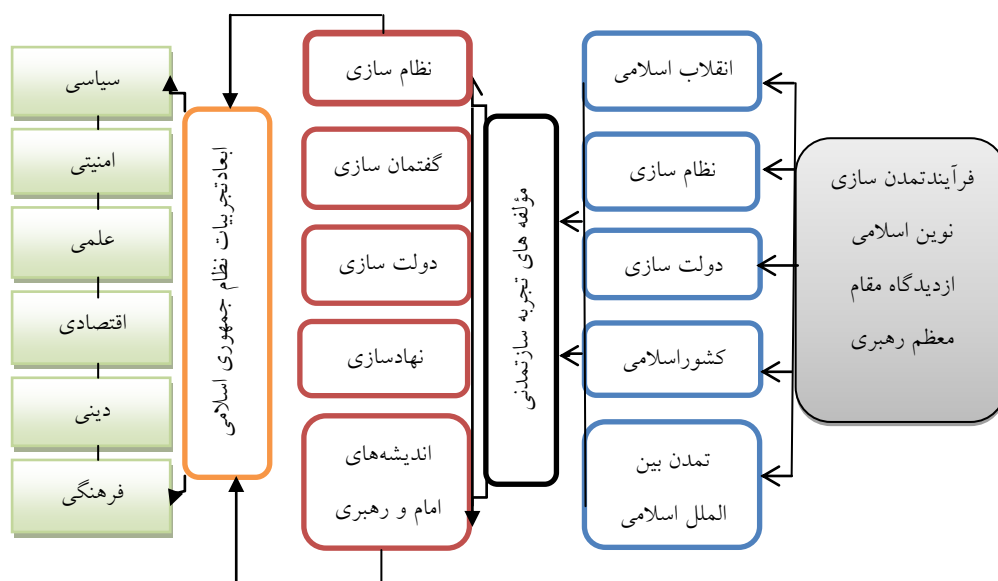 فرآیندتمدن سازی
نوین اسلامی
ازدیدگاه مقام
معظم رهبری
انقلاب اسلامی
نظام سازی
دولت سازی
کشوراسلامی
تمدن بین
الملل اسلامی
مؤلفه های تجربه سازتمدنی
نظام سازی
گفتمان سازی
دولت سازی
نهادسازی
اندیشه‌های
امام و رهبری
ابعادتجربیات نظام جمهوری اسلامی
سیاسی
امنیتی
علمی
اقتصادی
دینی
فرهنگی